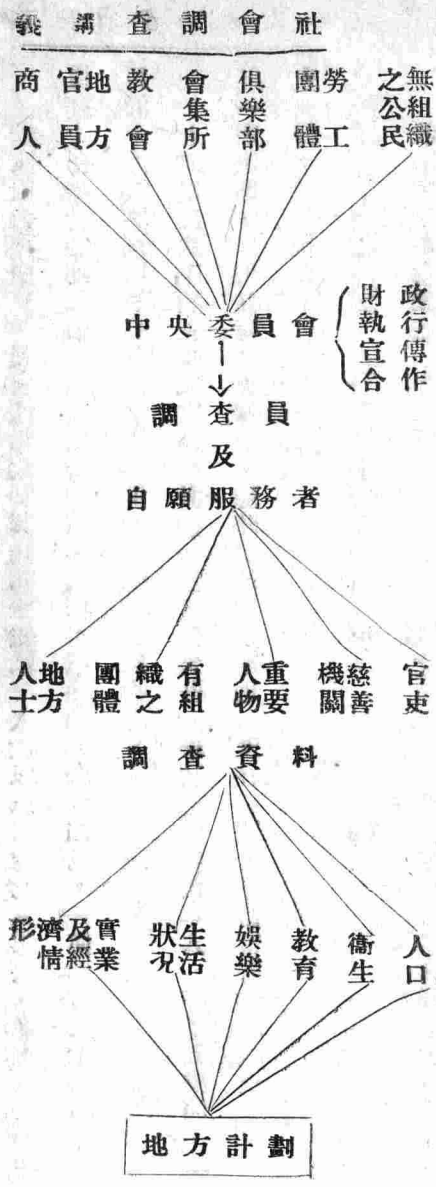 社會調查講義
無組織之公民
勞工團體
俱樂部
會集所
教會
地方官員
商人
中央委員會
財政
執行
宣傳
合作
調查員
及
自願服務者
官吏
慈善機關
重要人物
有組織之團體
地方人士
調查資料
人口
衞生
教育
娛樂
生活狀况
實業及經濟情形
地方計劃